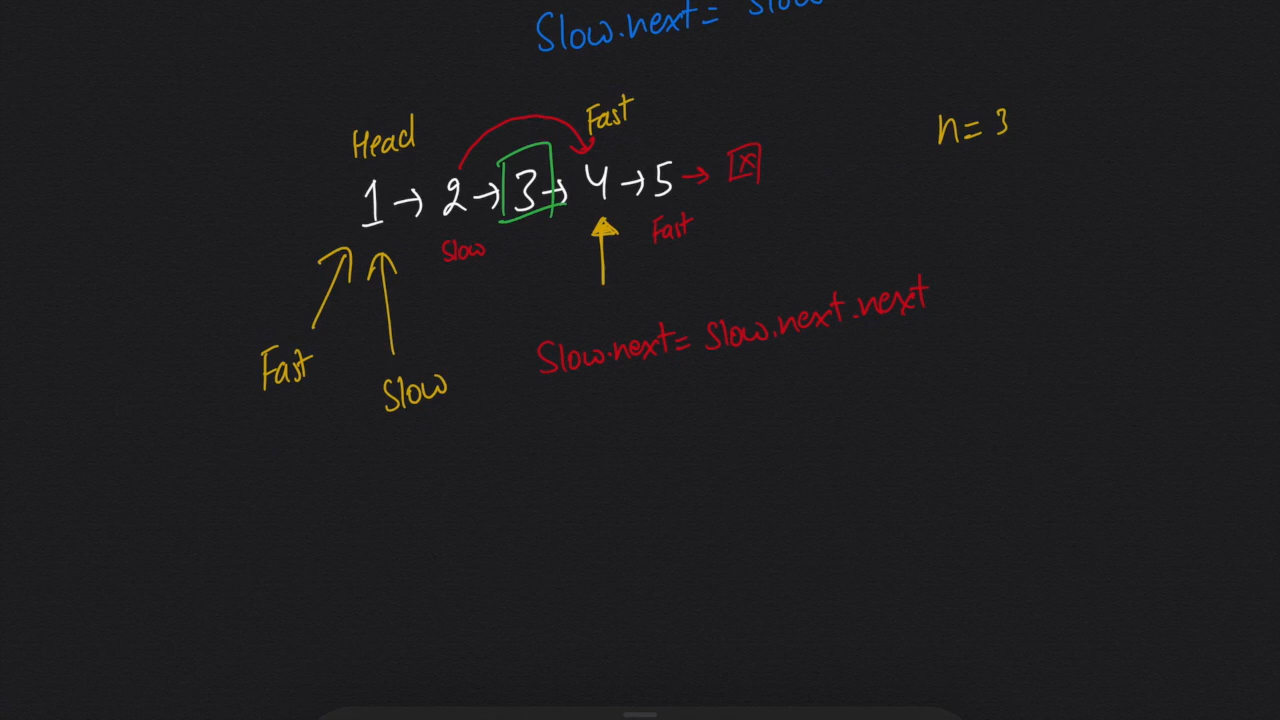 Slow.next = slow
Fast
Head
n = 3
1 → 2 → 3 → 4 → 5 → x
Slow
Fast
Slow.next = Slow.next.next
Fast
Slow